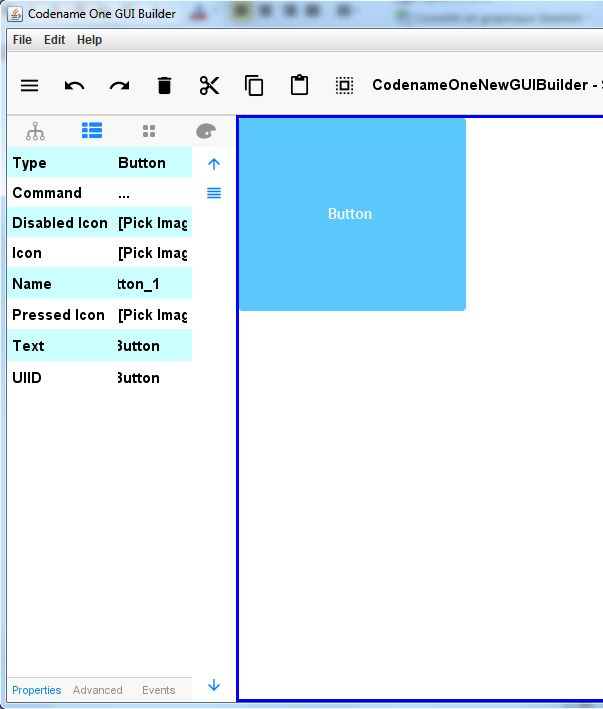 Codename One GUI Builder
File Edit Help
CodenameOneNewGUIBuilder -
Type Button
Command ...
Disabled Icon [Pick Imag
Icon [Pick Imag
Name tton_1
Pressed Icon [Pick Imag
Text Button
UIID Button
Button
Properties Advanced Events